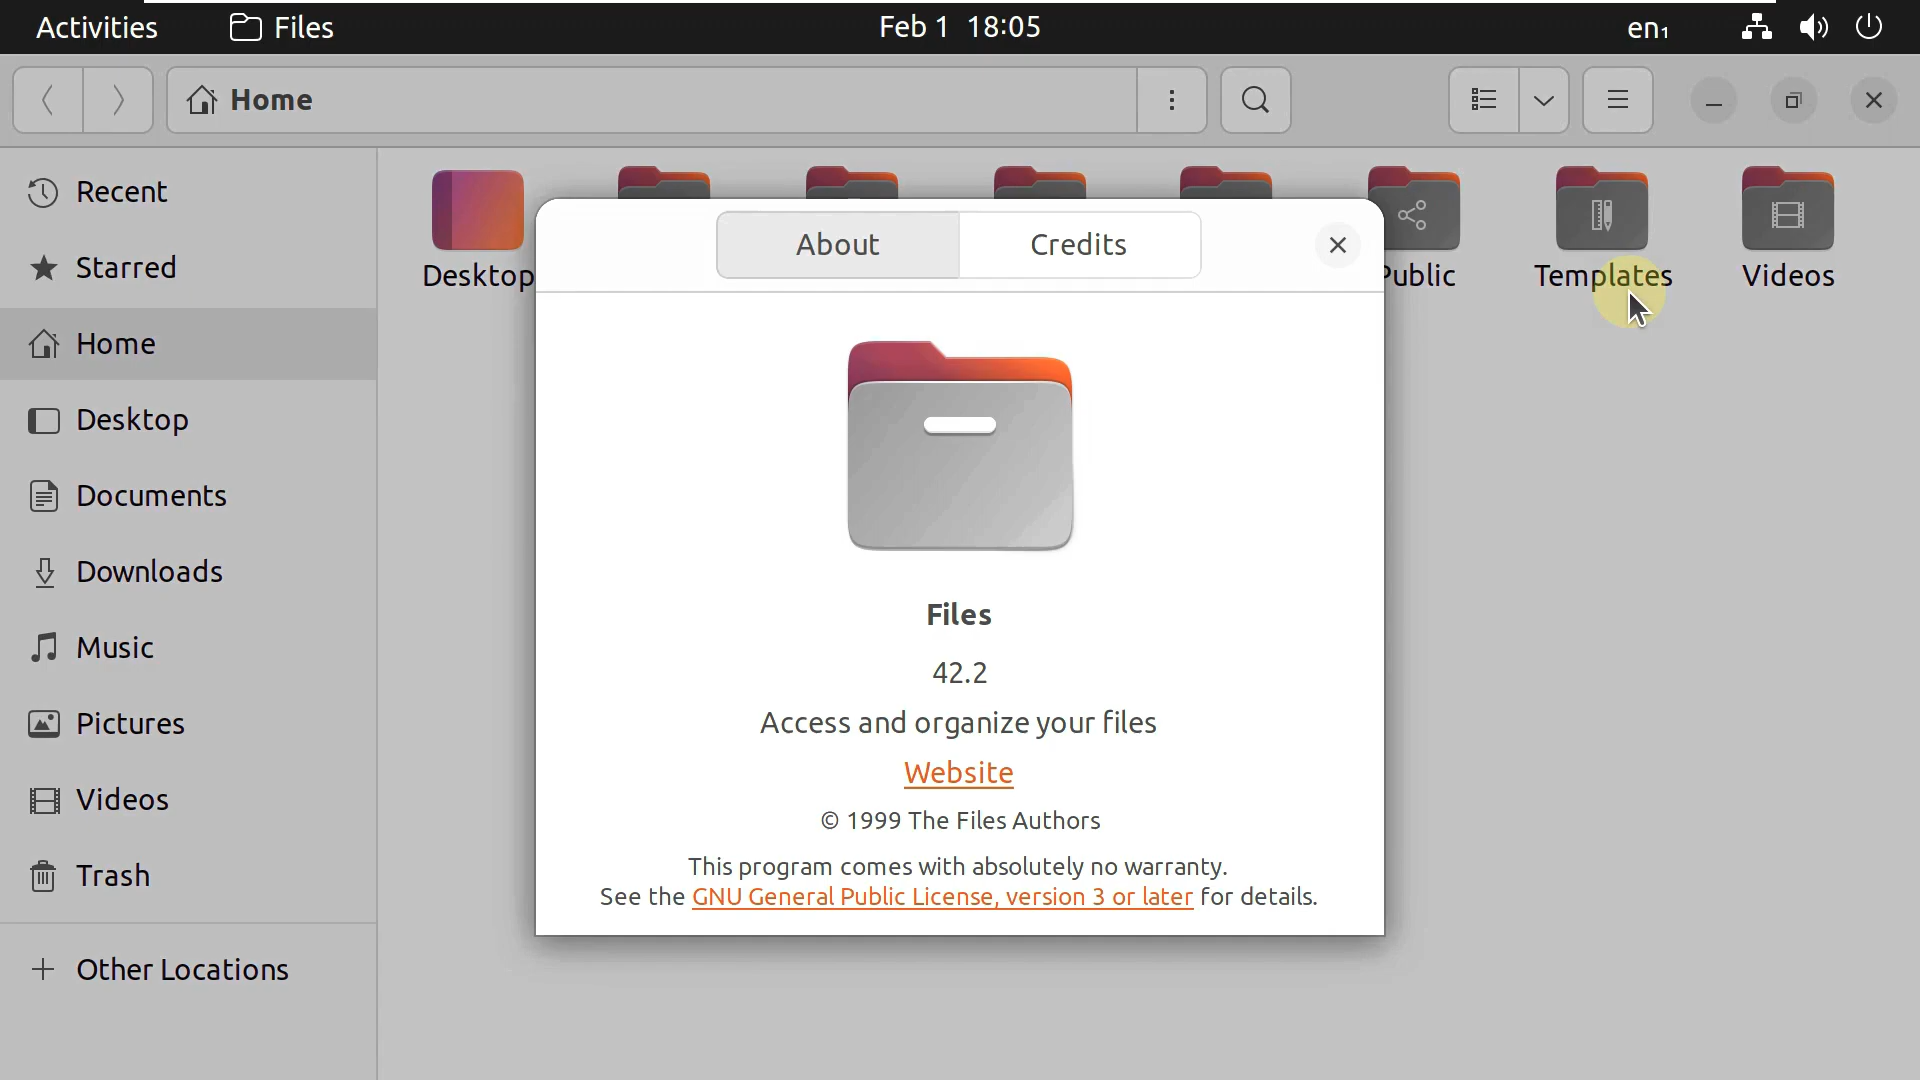 Activities Files Feb 1 18:05 en₁
Home
Recent
Starred
Home
Desktop
Documents
Downloads
Music
Pictures
Videos
Trash
Other Locations
Desktop Public Templates Videos
About Credits
Files
42.2
Access and organize your files
Website
© 1999 The Files Authors
This program comes with absolutely no warranty.
See the GNU General Public License, version 3 or later for details.